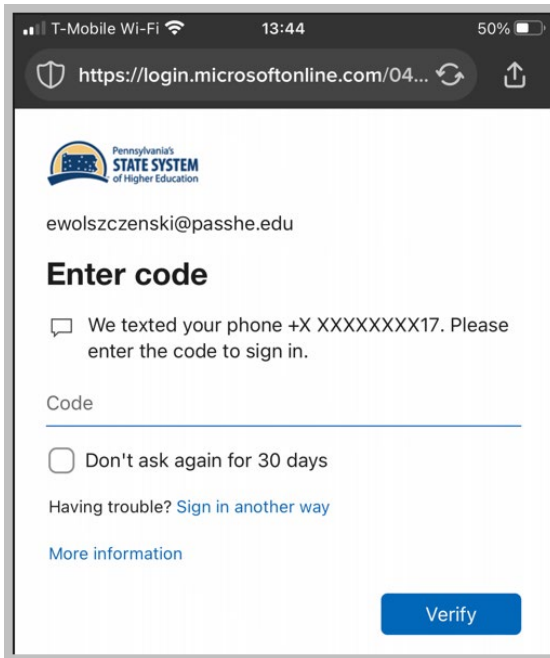 T-Mobile Wi-Fi 13:44 50%
https://login.microsoftonline.com/04...
Pennsylvania's
STATE SYSTEM
of Higher Education
ewolszczenski@passhe.edu
Enter code
We texted your phone +X XXXXXXXX17. Please
enter the code to sign in.
Code
Don't ask again for 30 days
Having trouble? Sign in another way
More information
Verify